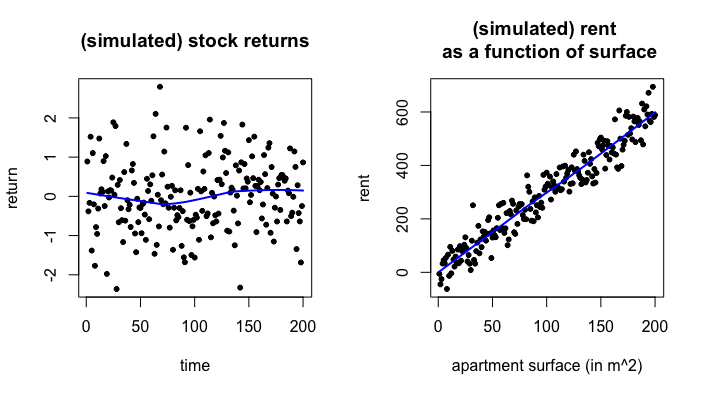 (simulated) stock returns
return
2
1
0
-1
-2
0 50 100 150 200
time
(simulated) rent
as a function of surface
rent
600
400
200
0
0 50 100 150 200
apartment surface (in m^2)